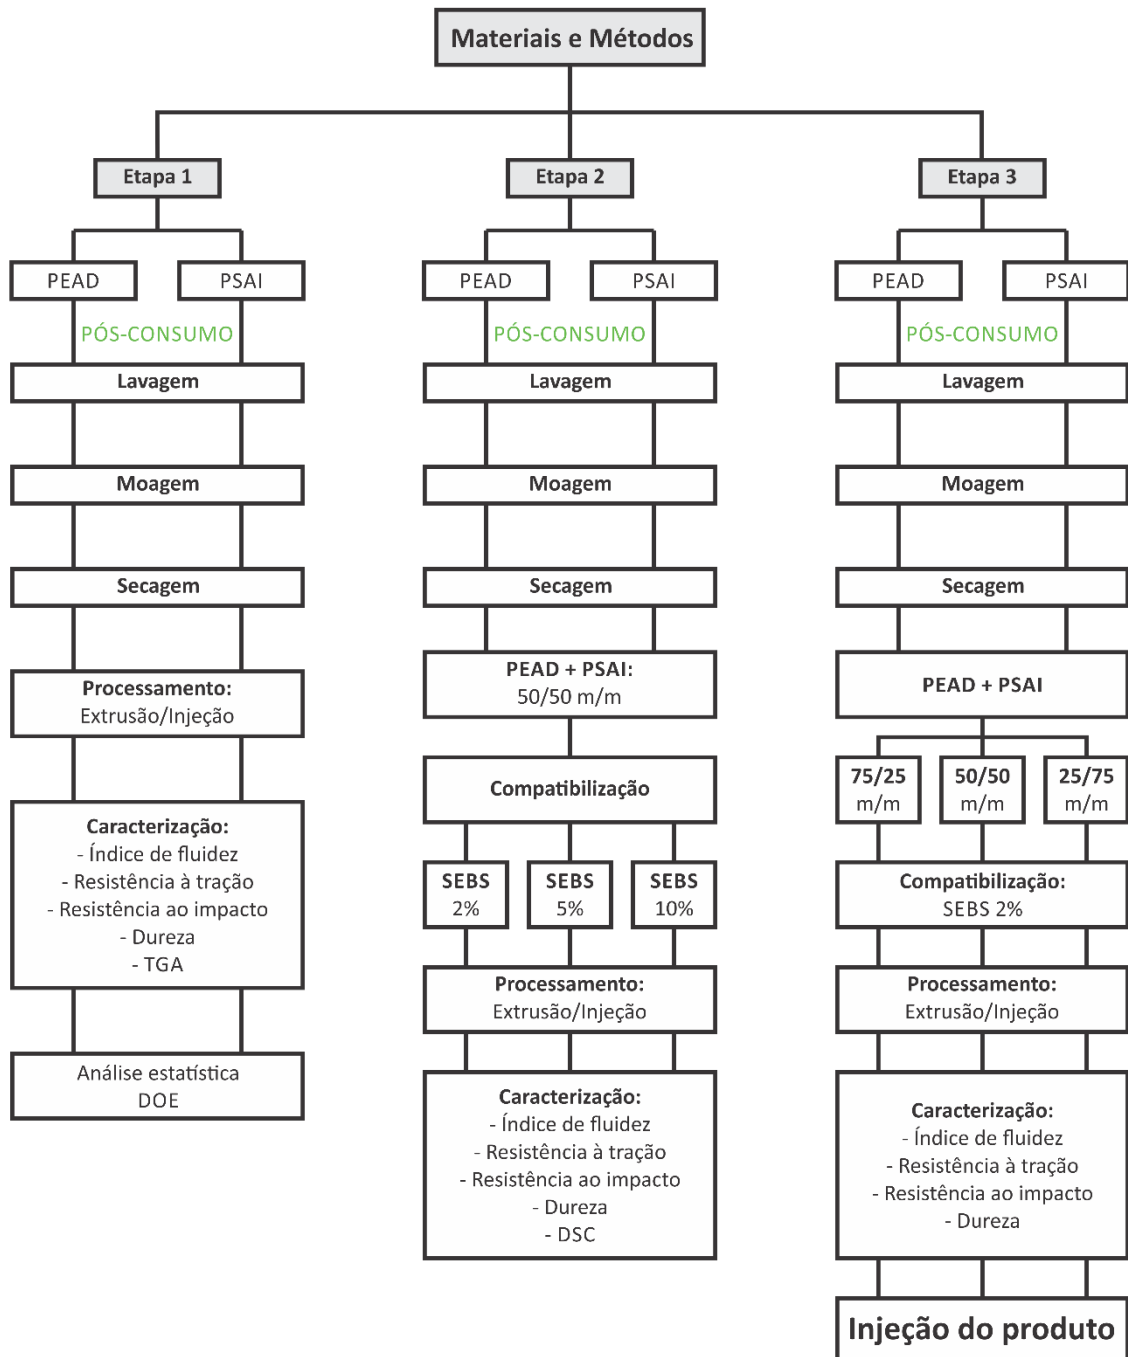 Materiais e Métodos
Etapa 1
PEAD
PSAI
PÓS-CONSUMO
Lavagem
Moagem
Secagem
Processamento:
Extrusão/Injeção
Caracterização:
- Índice de fluidez
- Resistência à tração
- Resistência ao impacto
- Dureza
- TGA
Análise estatística
DOE
Etapa 2
PEAD
PSAI
PÓS-CONSUMO
Lavagem
Moagem
Secagem
PEAD + PSAI:
50/50 m/m
Compatibilização
SEBS
2%
SEBS
5%
SEBS
10%
Processamento:
Extrusão/Injeção
Caracterização:
- Índice de fluidez
- Resistência à tração
- Resistência ao impacto
- Dureza
- DSC
Etapa 3
PEAD
PSAI
PÓS-CONSUMO
Lavagem
Moagem
Secagem
PEAD + PSAI
75/25
m/m
50/50
m/m
25/75
m/m
Compatibilização:
SEBS 2%
Processamento:
Extrusão/Injeção
Caracterização:
- Índice de fluidez
- Resistência à tração
- Resistência ao impacto
- Dureza
Injeção do produto